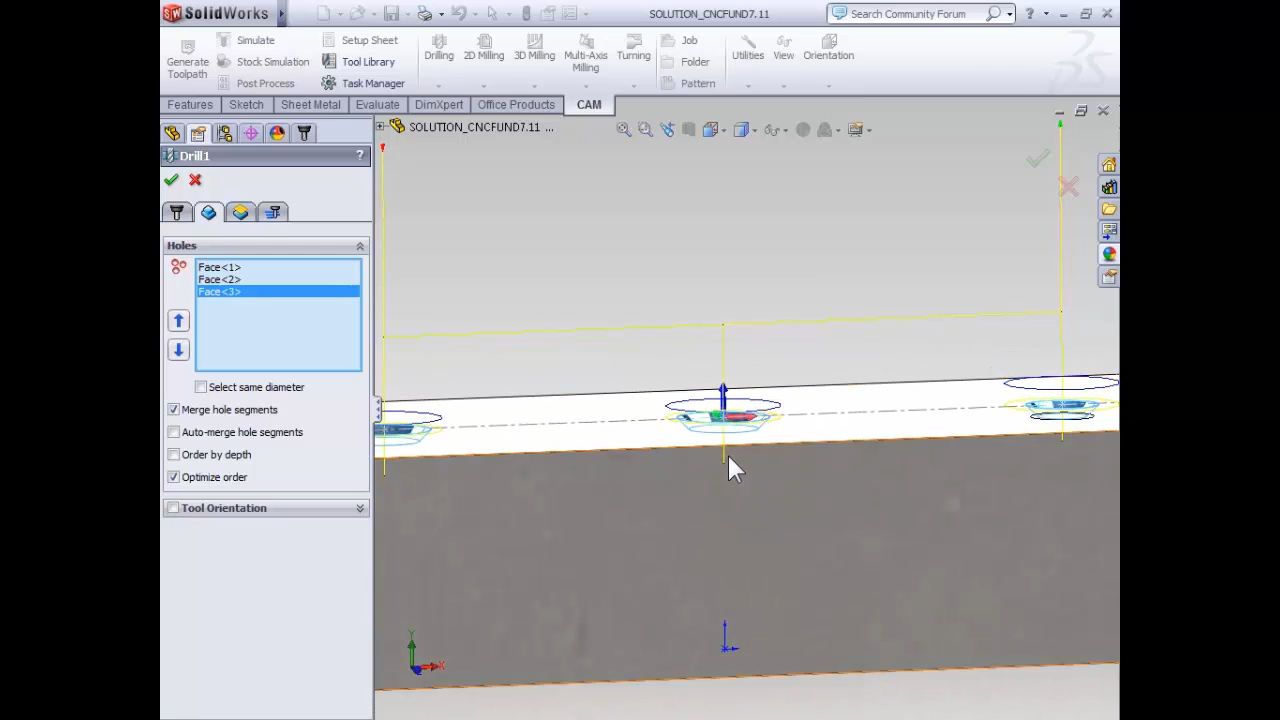 SolidWorks
SOLUTION_CNCFUND7.11
Search Community Forum
?
Generate
Toolpath
Simulate
Stock Simulation
Post Process
Setup Sheet
Tool Library
Task Manager
Drilling
2D Milling
3D Milling
Multi-Axis
Milling
Turning
Job
Folder
Pattern
Utilities
View
Orientation
Features
Sketch
Sheet Metal
Evaluate
DimXpert
Office Products
CAM
SOLUTION_CNCFUND7.11 ...
Drill1
?
Holes
Face<1>
Face<2>
Face<3>
Select same diameter
Merge hole segments
Auto-merge hole segments
Order by depth
Optimize order
Tool Orientation
Y
X